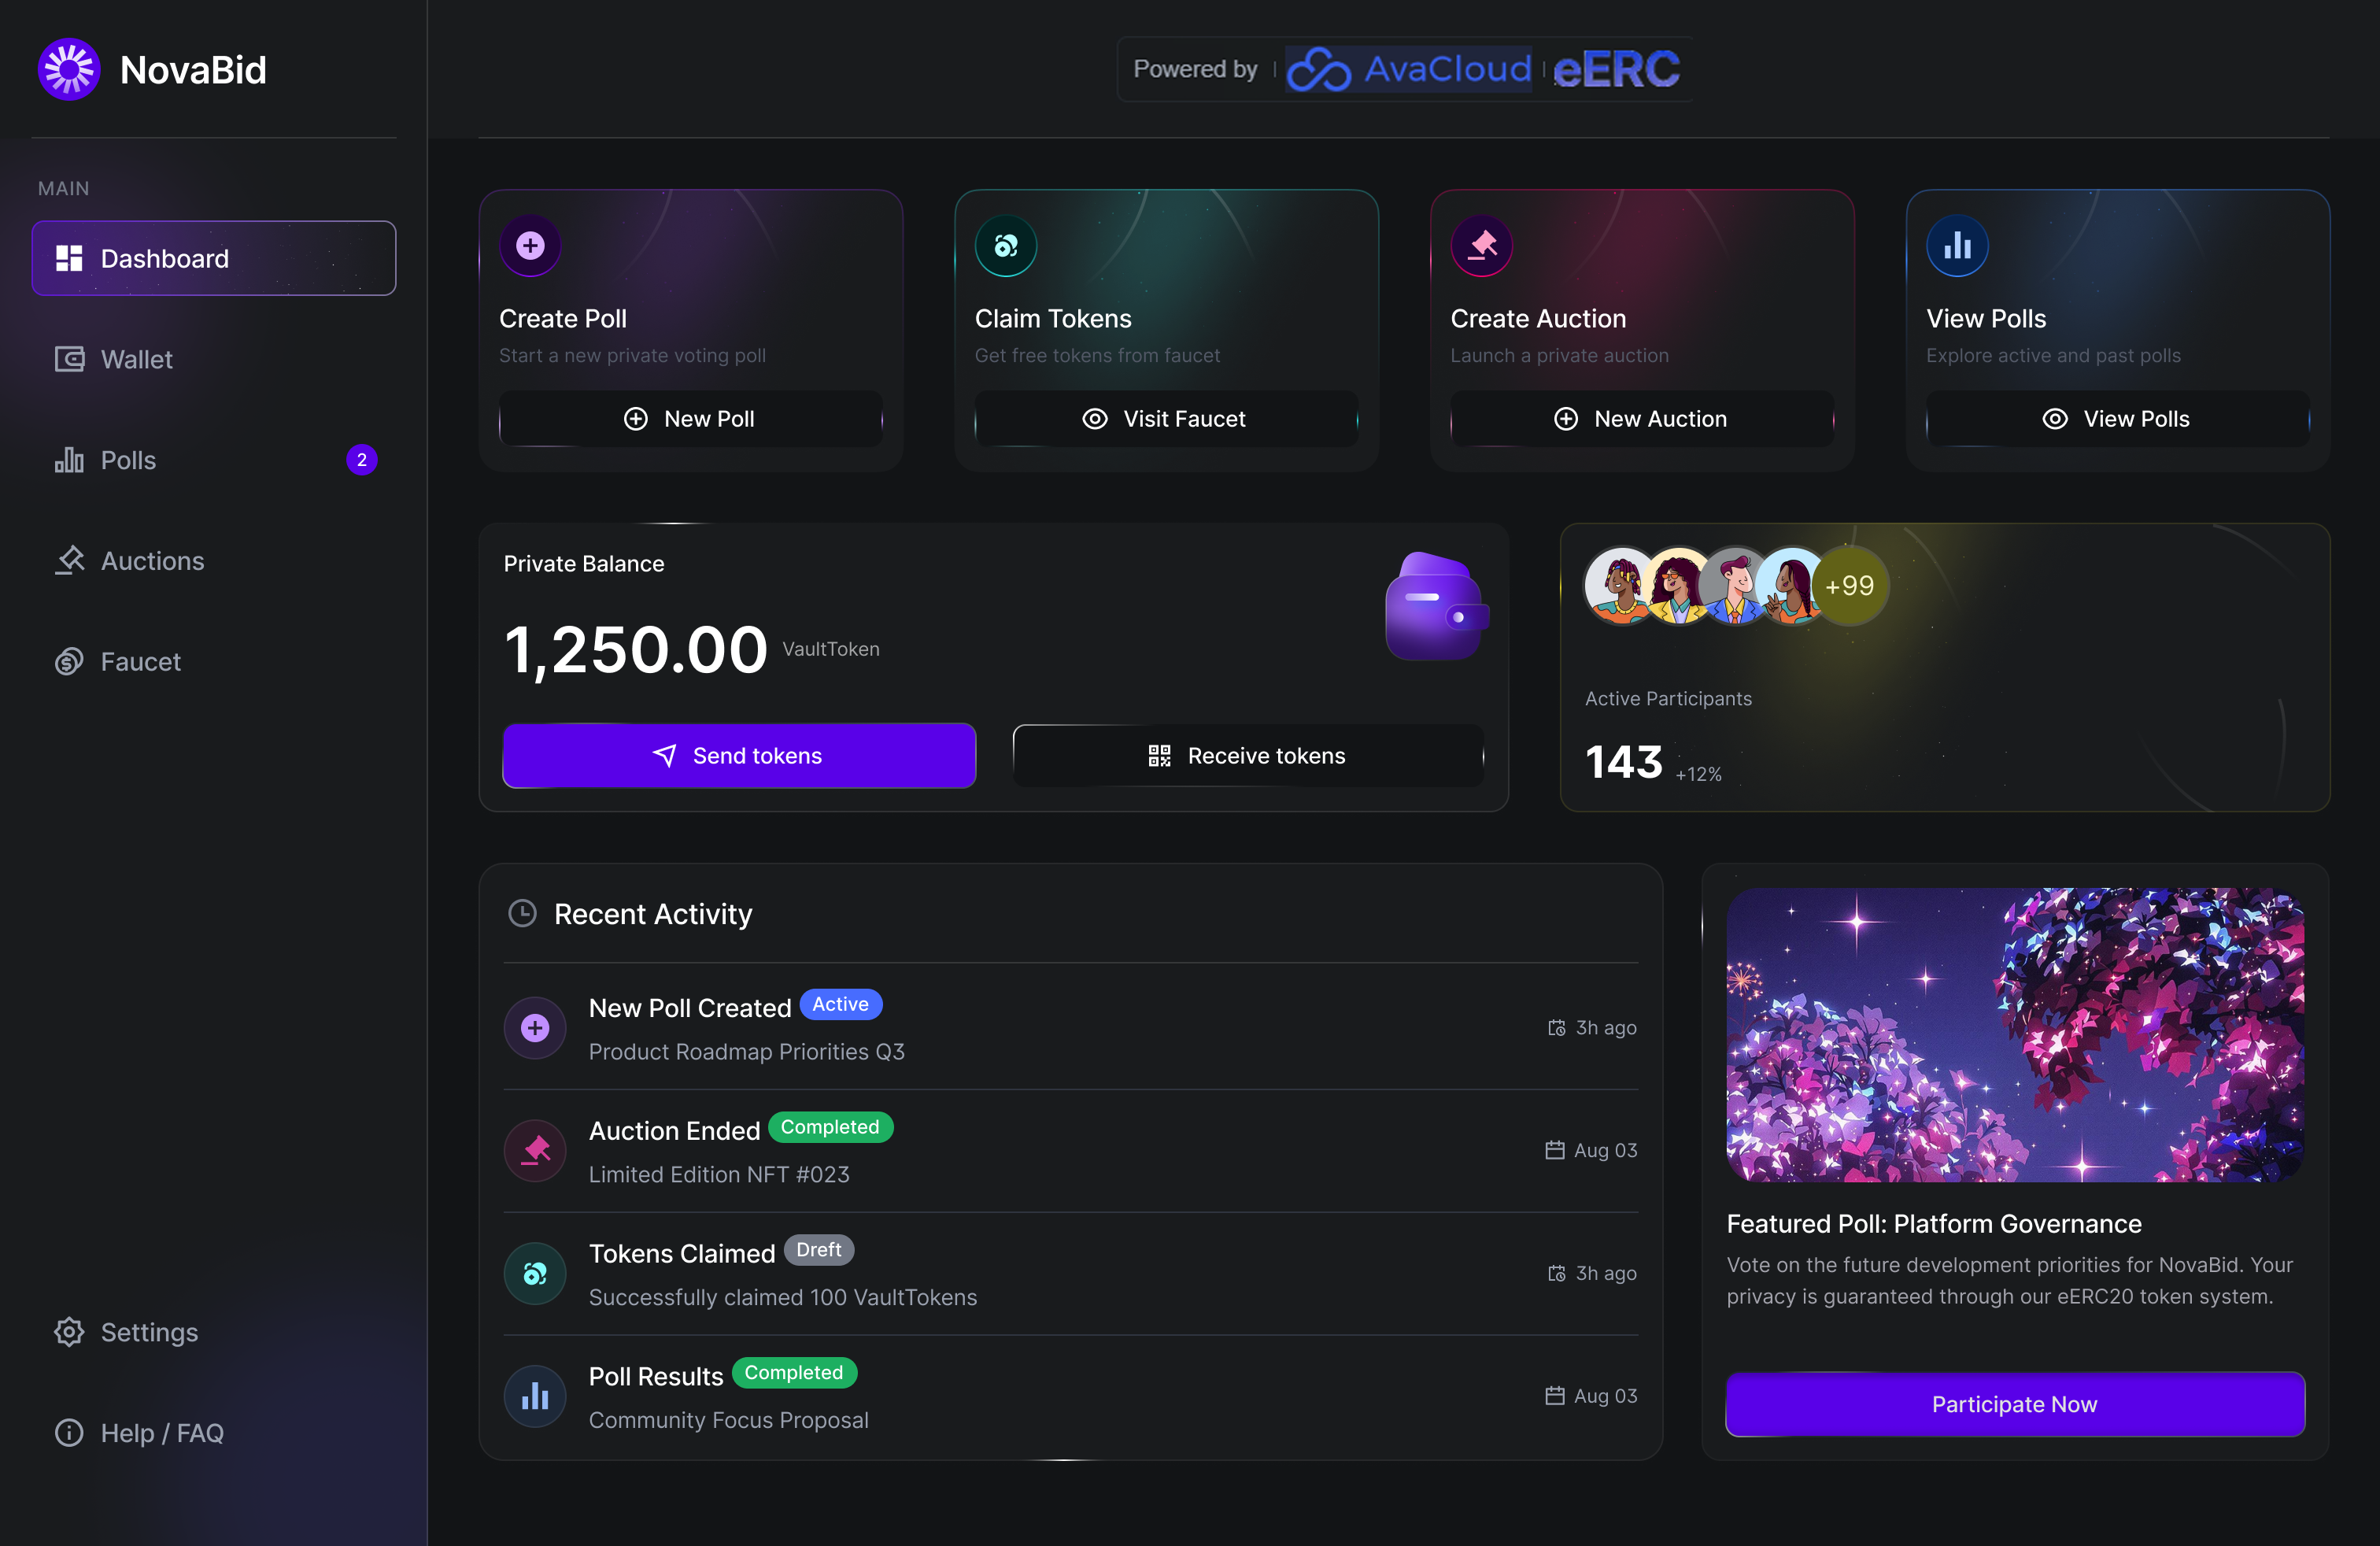 NovaBid
Powered by | AvaCloud | eERC
MAIN
Dashboard
Wallet
Polls 2
Auctions
Faucet
Settings
Help / FAQ
Create Poll
Start a new private voting poll
New Poll
Claim Tokens
Get free tokens from faucet
Visit Faucet
Create Auction
Launch a private auction
New Auction
View Polls
Explore active and past polls
View Polls
Private Balance
1,250.00 VaultToken
Send tokens
Receive tokens
+99
Active Participants
143 +12%
Recent Activity
New Poll Created Active
Product Roadmap Priorities Q3
3h ago
Auction Ended Completed
Limited Edition NFT #023
Aug 03
Tokens Claimed Dreft
Successfully claimed 100 VaultTokens
3h ago
Poll Results Completed
Community Focus Proposal
Aug 03
Featured Poll: Platform Governance
Vote on the future development priorities for NovaBid. Your
privacy is guaranteed through our eERC20 token system.
Participate Now